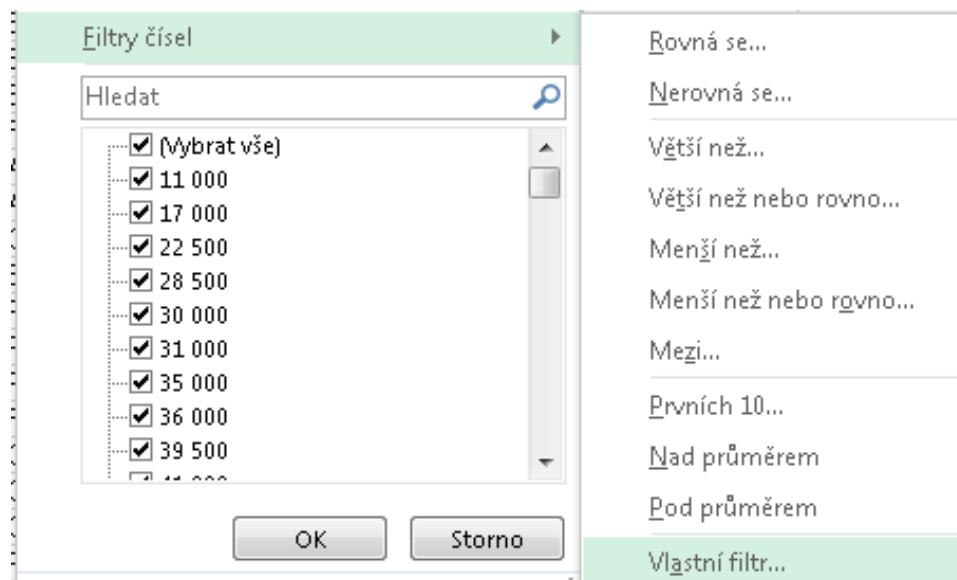 Filtry čísel
Hledat
(Vybrat vše)
11 000
17 000
22 500
28 500
30 000
31 000
35 000
36 000
39 500
OK
Storno
Rovná se...
Nerovná se...
Větší než...
Větší než nebo rovno...
Menší než...
Menší než nebo rovno...
Mezi...
Prvních 10...
Nad průměrem
Pod průměrem
Vlastní filtr...